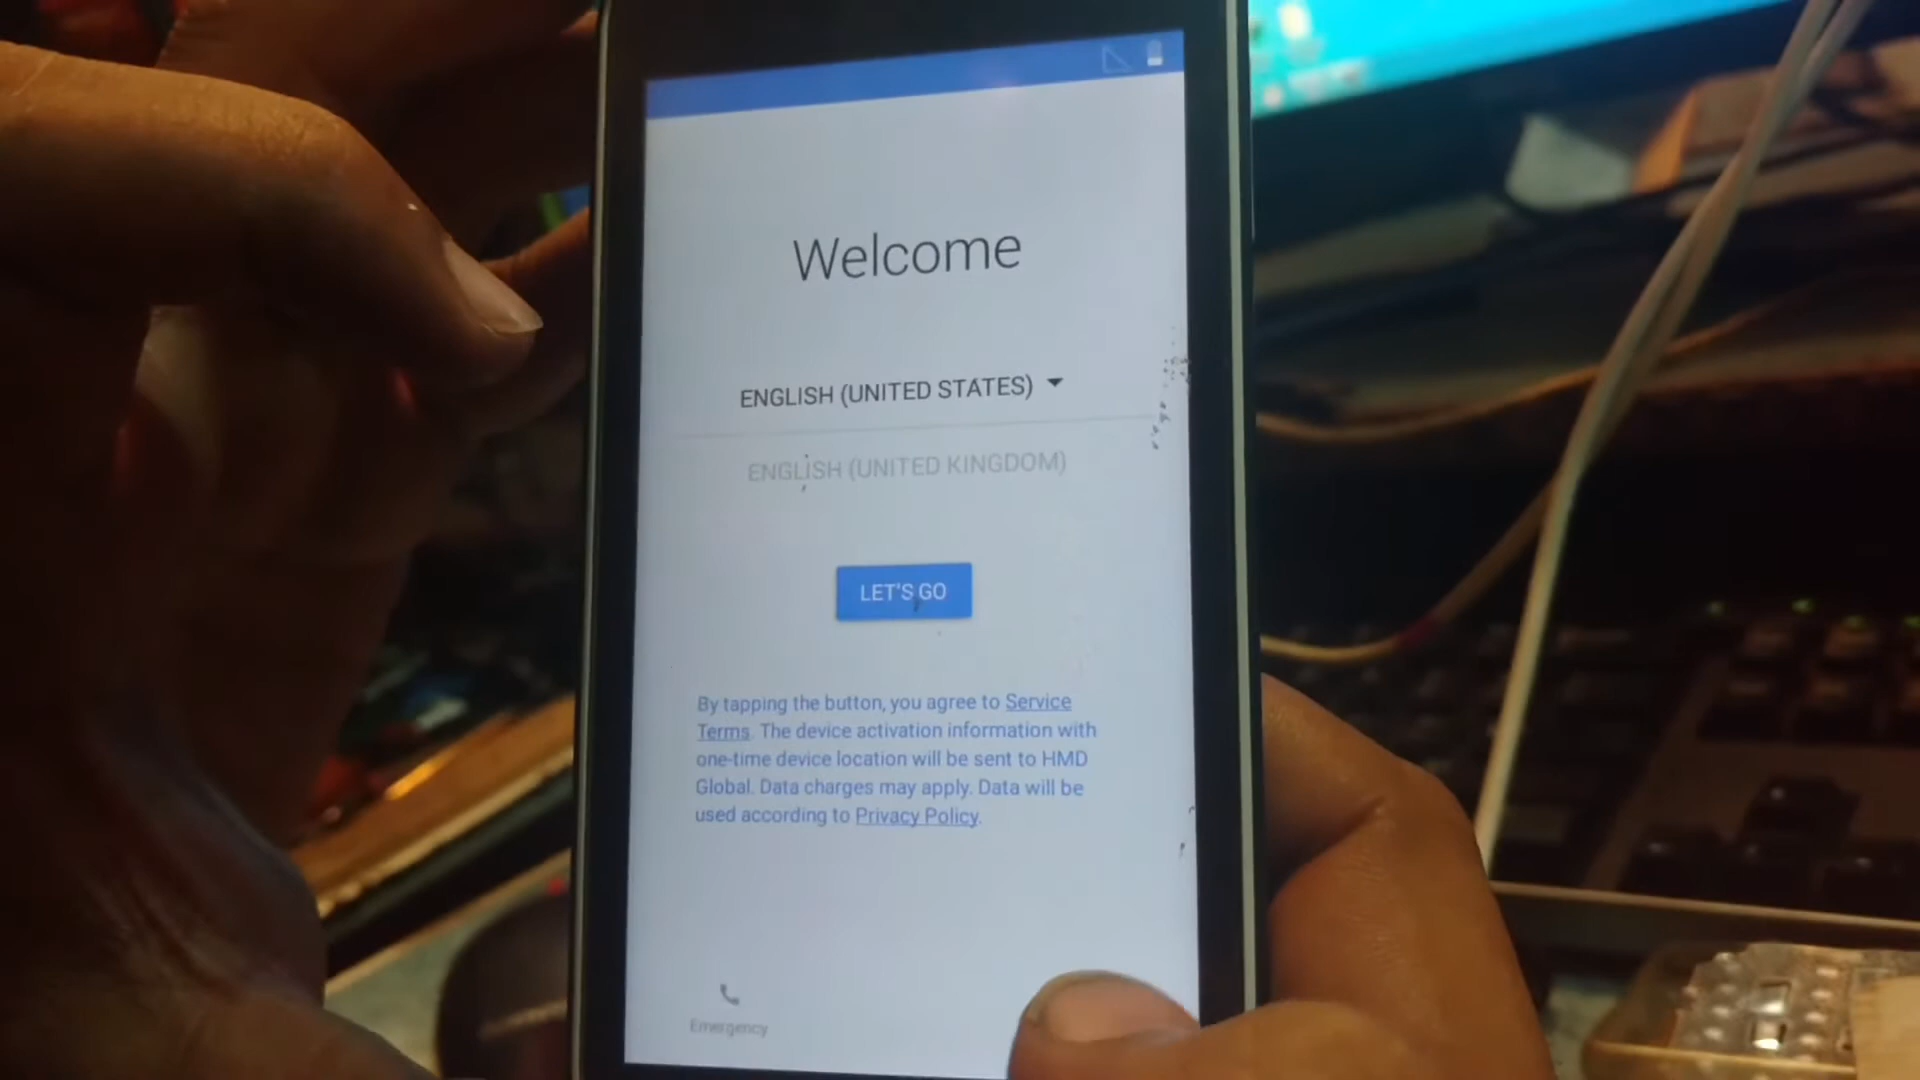 Welcome
ENGLISH (UNITED STATES)
ENGLISH (UNITED KINGDOM)
LET'S GO
By tapping the button, you agree to Service
Terms. The device activation information with
one-time device location will be sent to HMD
Global. Data charges may apply. Data will be
used according to Privacy Policy.
Emergency